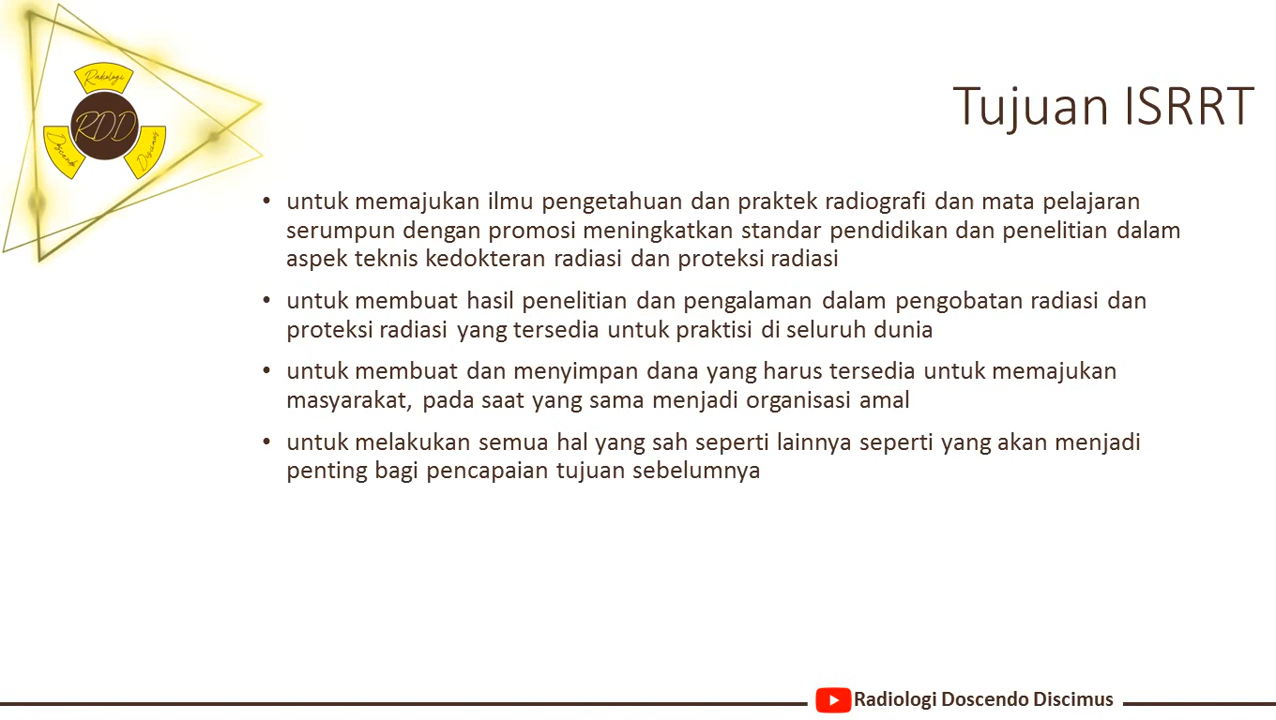 Radiologi
RDD
Doscendo
Discimus
Tujuan ISRRT
• untuk memajukan ilmu pengetahuan dan praktek radiografi dan mata pelajaran
serumpun dengan promosi meningkatkan standar pendidikan dan penelitian dalam
aspek teknis kedokteran radiasi dan proteksi radiasi
• untuk membuat hasil penelitian dan pengalaman dalam pengobatan radiasi dan
proteksi radiasi yang tersedia untuk praktisi di seluruh dunia
• untuk membuat dan menyimpan dana yang harus tersedia untuk memajukan
masyarakat, pada saat yang sama menjadi organisasi amal
• untuk melakukan semua hal yang sah seperti lainnya seperti yang akan menjadi
penting bagi pencapaian tujuan sebelumnya
Radiologi Doscendo Discimus